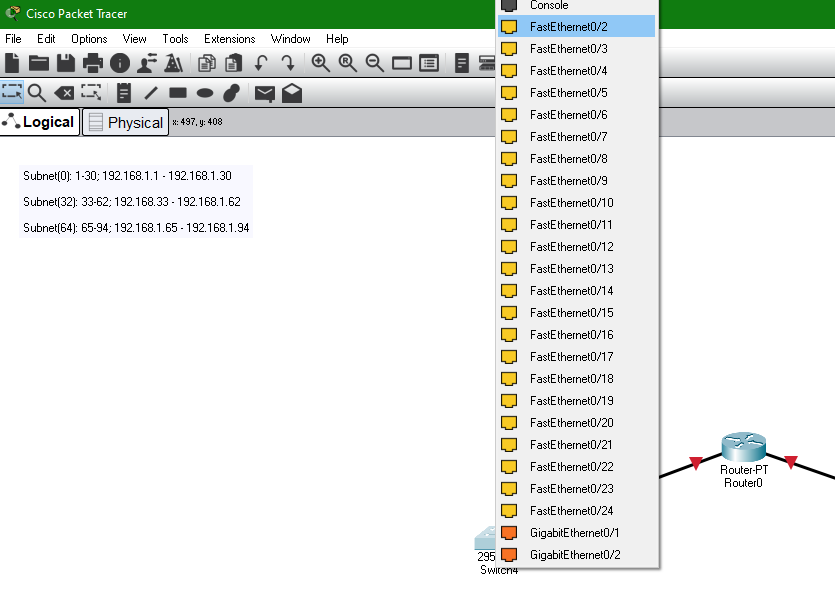 Cisco Packet Tracer
File Edit Options View Tools Extensions Window Help
Logical Physical x: 497, y: 408
Subnet(0): 1-30; 192.168.1.1 - 192.168.1.30
Subnet(32): 33-62; 192.168.33 - 192.168.1.62
Subnet(64): 65-94; 192.168.1.65 - 192.168.1.94
Console
FastEthernet0/2
FastEthernet0/3
FastEthernet0/4
FastEthernet0/5
FastEthernet0/6
FastEthernet0/7
FastEthernet0/8
FastEthernet0/9
FastEthernet0/10
FastEthernet0/11
FastEthernet0/12
FastEthernet0/13
FastEthernet0/14
FastEthernet0/15
FastEthernet0/16
FastEthernet0/17
FastEthernet0/18
FastEthernet0/19
FastEthernet0/20
FastEthernet0/21
FastEthernet0/22
FastEthernet0/23
FastEthernet0/24
GigabitEthernet0/1
GigabitEthernet0/2
Router-PT
Router0
295
Switch4